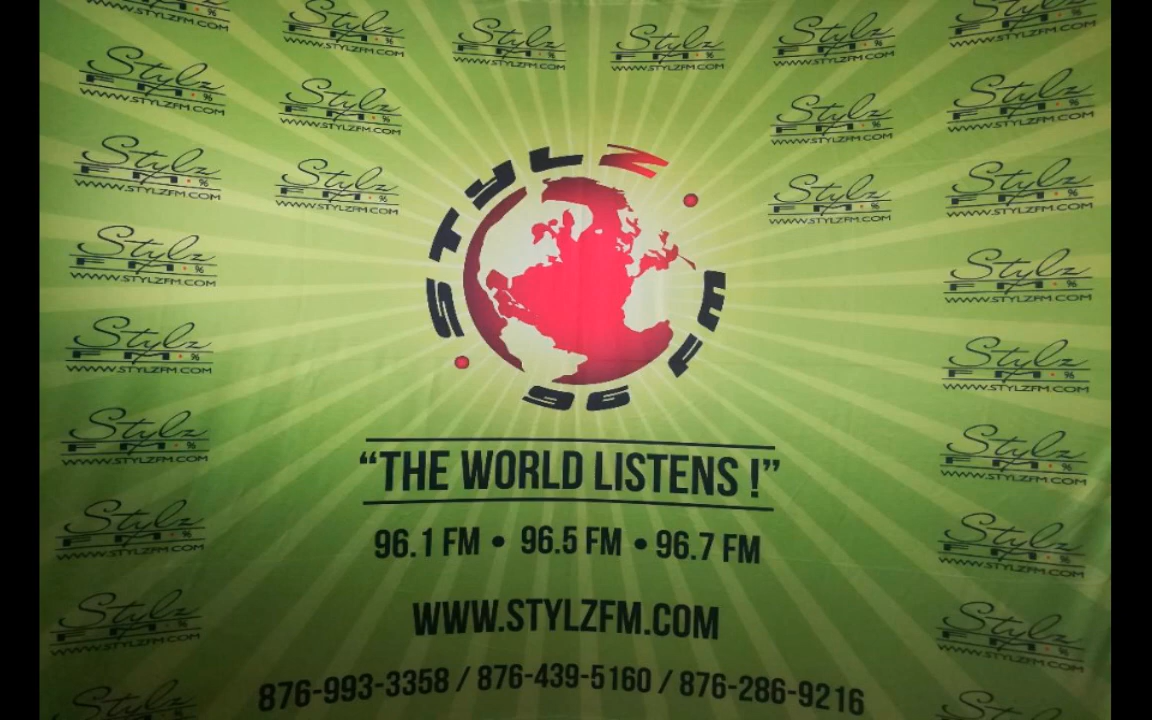 Stylz
FM 96
WWW.STYLZFM.COM
STYLZ FM 96
“THE WORLD LISTENS !”
96.1 FM • 96.5 FM • 96.7 FM
WWW.STYLZFM.COM
876-993-3358 / 876-439-5160 / 876-286-9216